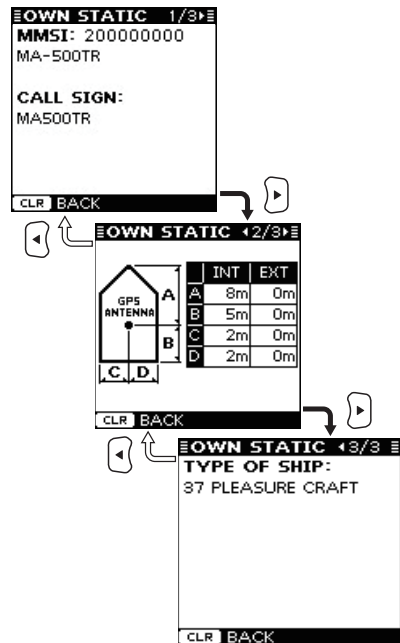 OWN STATIC 1/3
MMSI: 200000000
MA-500TR
CALL SIGN:
MA500TR
CLR BACK
OWN STATIC 2/3
GPS
ANTENNA
A
B
C D
INT EXT
A 8m 0m
B 5m 0m
C 2m 0m
D 2m 0m
CLR BACK
OWN STATIC 3/3
TYPE OF SHIP:
37 PLEASURE CRAFT
CLR BACK